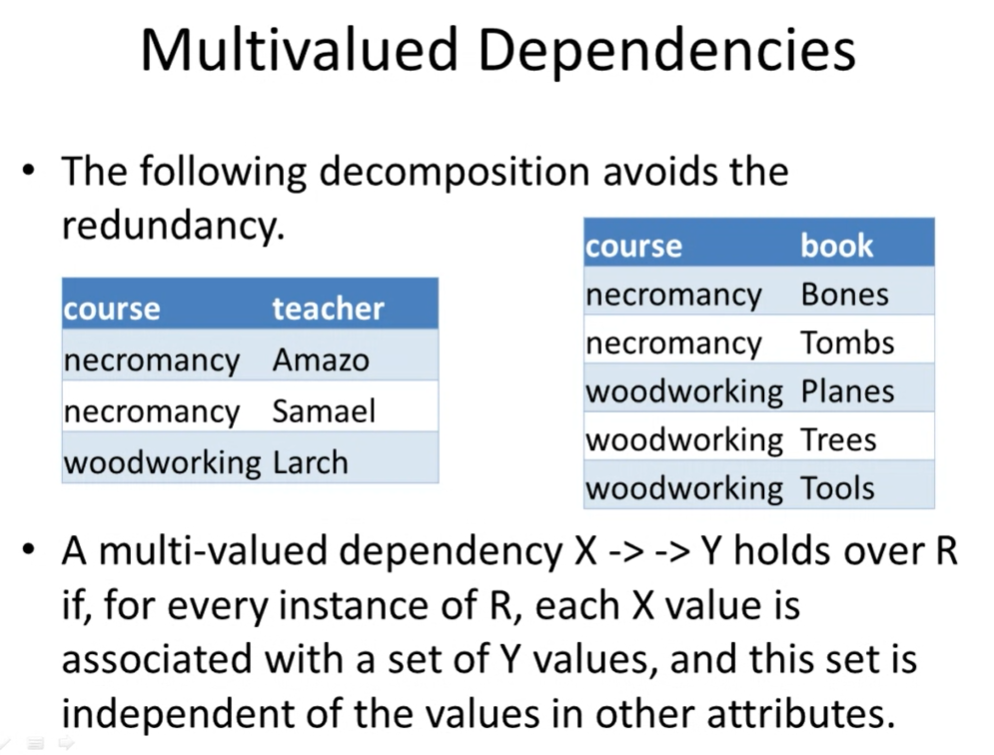 Multivalued Dependencies
• The following decomposition avoids the
redundancy.
course teacher
necromancy Amazo
necromancy Samael
woodworking Larch
course book
necromancy Bones
necromancy Tombs
woodworking Planes
woodworking Trees
woodworking Tools
• A multi-valued dependency X -> -> Y holds over R
if, for every instance of R, each X value is
associated with a set of Y values, and this set is
independent of the values in other attributes.